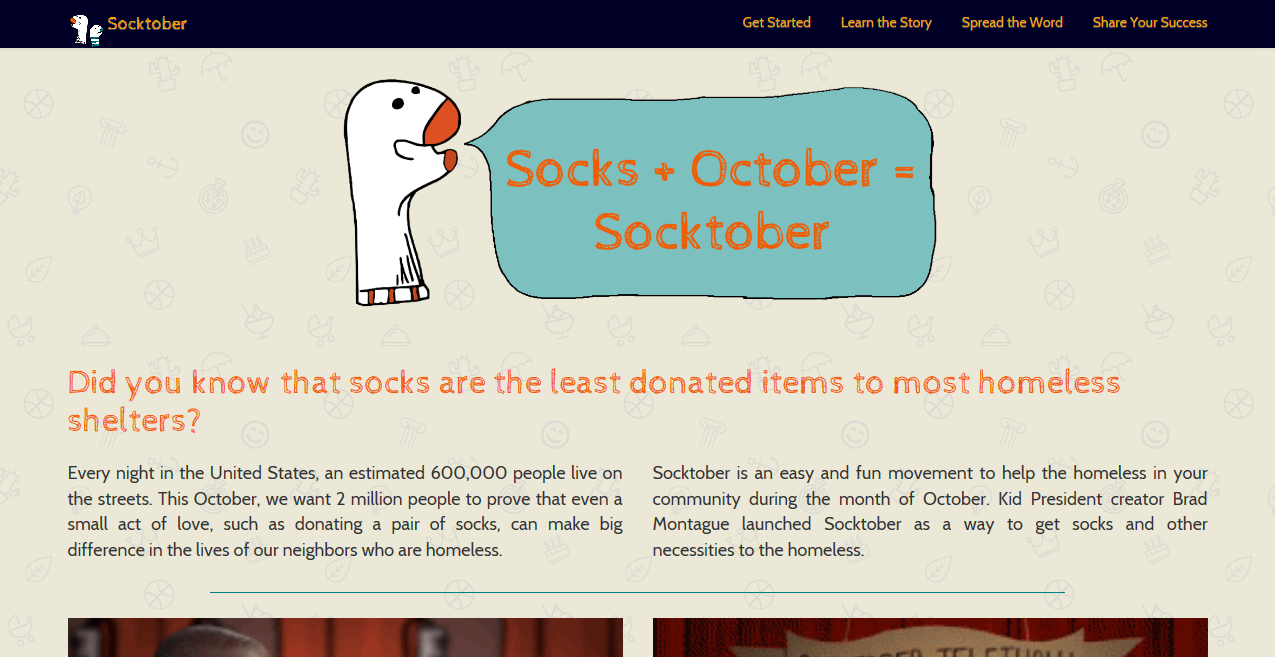 Socktober
Get Started
Learn the Story
Spread the Word
Share Your Success
Socks + October =
Socktober
Did you know that socks are the least donated items to most homeless
shelters?
Every night in the United States, an estimated 600,000 people live on
the streets. This October, we want 2 million people to prove that even a
small act of love, such as donating a pair of socks, can make big
difference in the lives of our neighbors who are homeless.
Socktober is an easy and fun movement to help the homeless in your
community during the month of October. Kid President creator Brad
Montague launched Socktober as a way to get socks and other
necessities to the homeless.